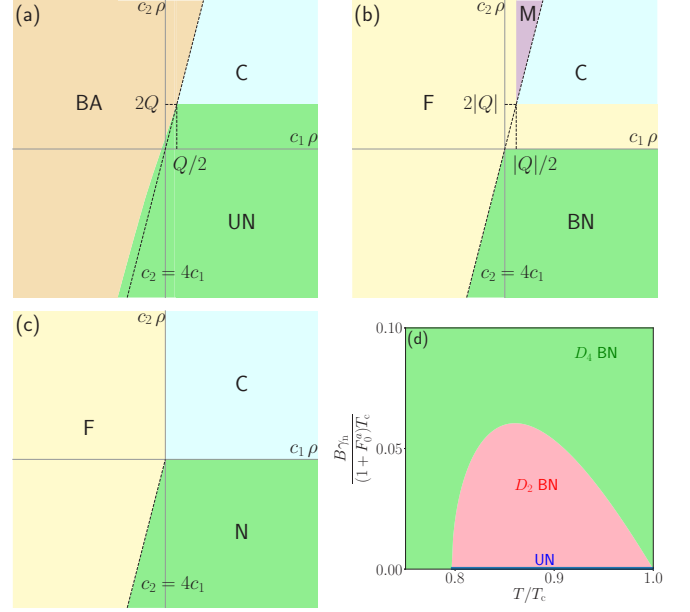 (a)
c₂ ρ
BA
C
2Q
c₁ ρ
Q/2
UN
c₂ = 4c₁
(b)
c₂ ρ
M
F
C
2|Q|
c₁ ρ
|Q|/2
BN
c₂ = 4c₁
(c)
c₂ ρ
C
F
c₁ ρ
N
c₂ = 4c₁
(d)
0.10
D₄ BN
Bγₙ
(1 + F₀ᵃ)T_c
0.05
D₂ BN
UN
0.00
0.8 0.9 1.0
T/T_c